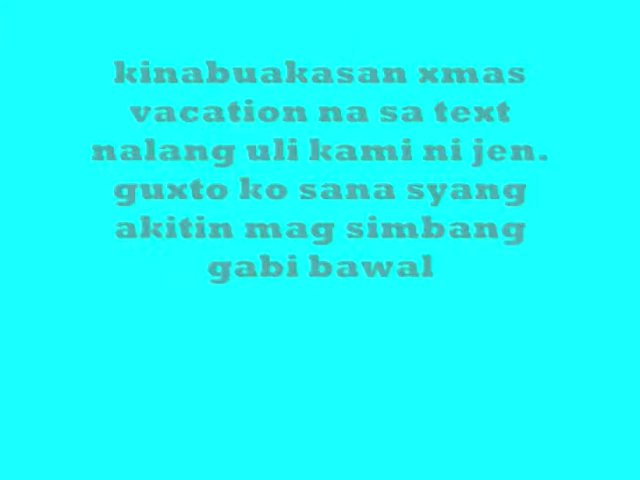 kinabuakasan xmas
vacation na sa text
nalang uli kami ni jen.
guxto ko sana syang
akitin mag simbang
gabi bawal